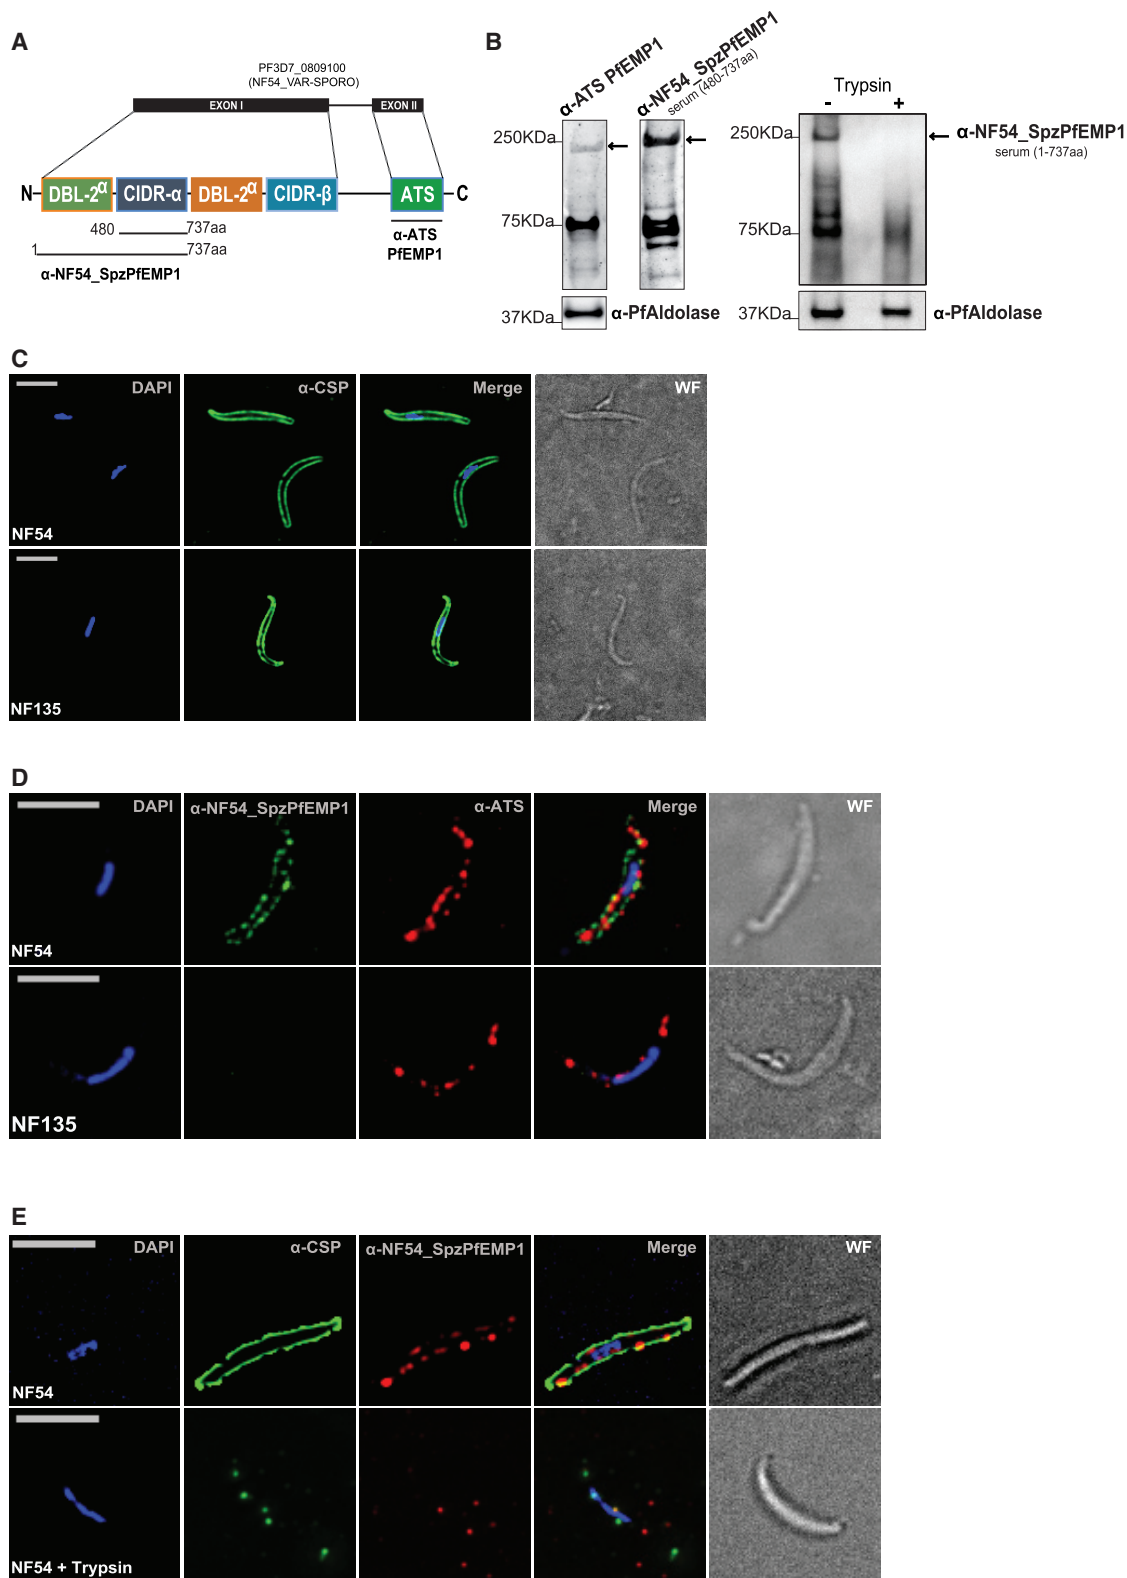 A
PF3D7_0809100
(NF54_VAR-SPORO)
EXON I
EXON II
N
DBL-2α
CIDR-α
DBL-2α
CIDR-β
ATS
C
480
737aa
1
737aa
α-NF54_SpzPfEMP1
α-ATS
PfEMP1
B
α-ATS PfEMP1
α-NF54_SpzPfEMP1
serum (480-737aa)
250KDa
75KDa
37KDa
α-PfAldolase
Trypsin
- +
250KDa
α-NF54_SpzPfEMP1
serum (1-737aa)
75KDa
37KDa
α-PfAldolase
C
DAPI
α-CSP
Merge
WF
NF54
NF135
D
DAPI
α-NF54_SpzPfEMP1
α-ATS
Merge
WF
NF54
NF135
E
DAPI
α-CSP
α-NF54_SpzPfEMP1
Merge
WF
NF54
NF54 + Trypsin